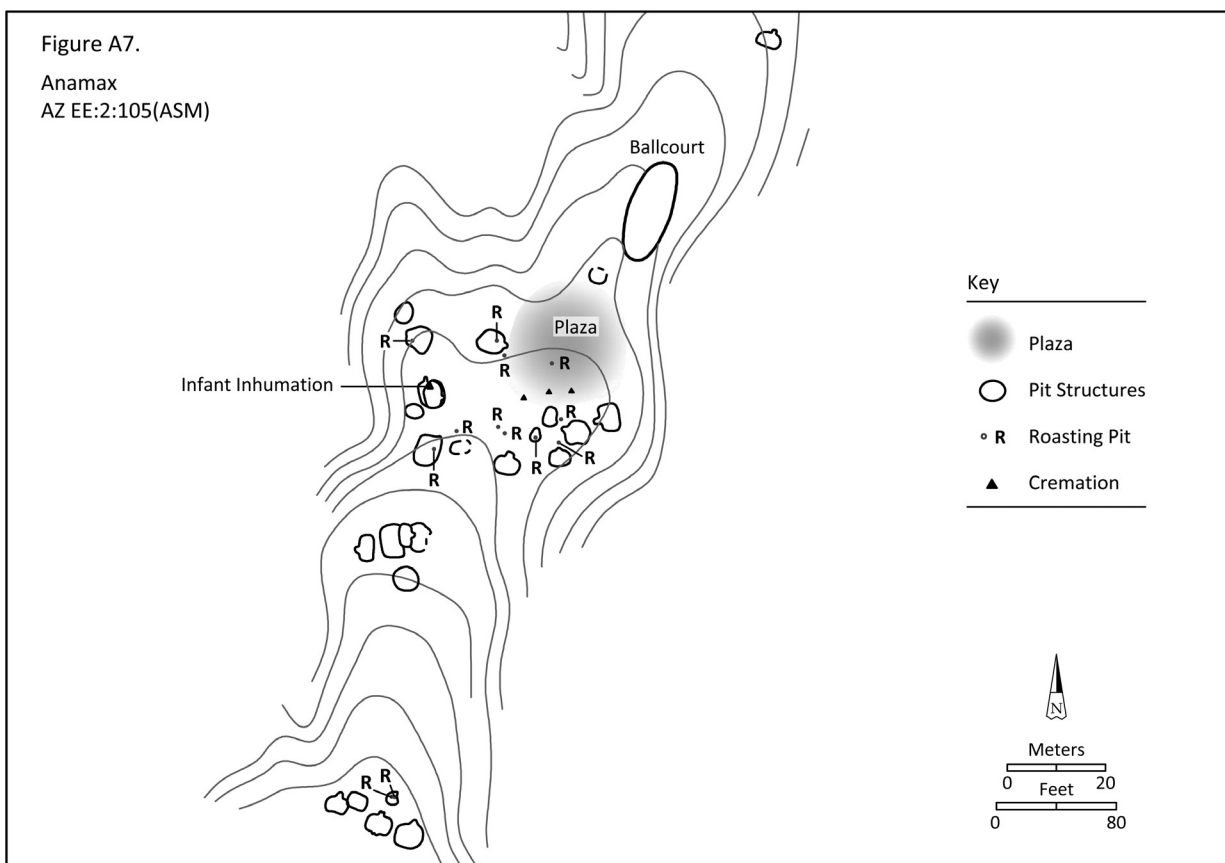 Figure A7.
Anamax
AZ EE:2:105(ASM)
Ballcourt
Key
R
Plaza
Plaza
R
R
Infant Inhumation
R
Pit Structures
R
R
R
R
Roasting Pit
R
R
R
R
R
Cremation
N
Meters
0 20
Feet
0 80
R
R